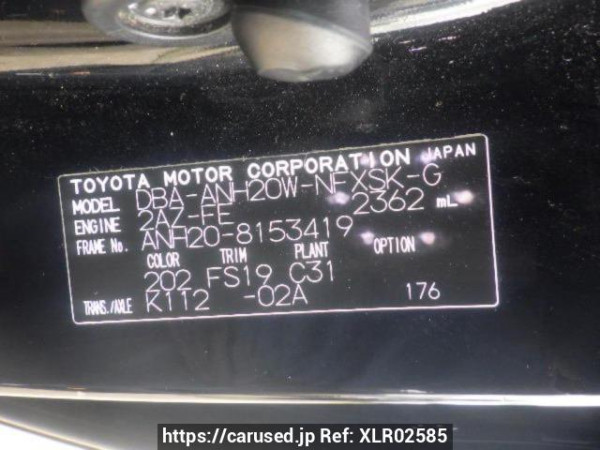 TOYOTA MOTOR CORPORATION JAPAN
MODEL DBA-ANH20W-NFXSK-G
ENGINE 2AZ-FE 2362 mL
FRAME No. ANH20-8153419
COLOR TRIM PLANT OPTION
202 FS19 C31
TRANS./AXLE K112 -02A 176
https://carused.jp Ref: XLR02585